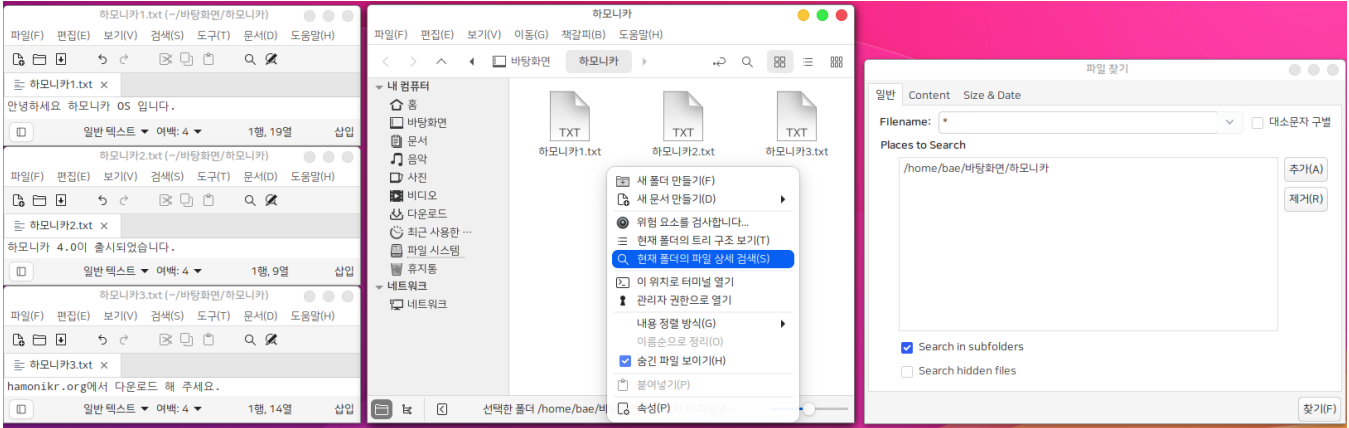 하모니카1.txt (~/바탕화면/하모니카)
파일(F) 편집(E) 보기(V) 검색(S) 도구(T) 문서(D) 도움말(H)
하모니카1.txt ×
안녕하세요 하모니카 OS 입니다.
일반 텍스트 여백: 4 1행, 19열 삽입
하모니카2.txt (~/바탕화면/하모니카)
파일(F) 편집(E) 보기(V) 검색(S) 도구(T) 문서(D) 도움말(H)
하모니카2.txt ×
하모니카 4.0이 출시되었습니다.
일반 텍스트 여백: 4 1행, 9열 삽입
하모니카3.txt (~/바탕화면/하모니카)
파일(F) 편집(E) 보기(V) 검색(S) 도구(T) 문서(D) 도움말(H)
하모니카3.txt ×
hamonikr.org에서 다운로드 해 주세요.
일반 텍스트 여백: 4 1행, 14열 삽입
하모니카
파일(F) 편집(E) 보기(V) 이동(G) 책갈피(B) 도움말(H)
바탕화면 하모니카
내 컴퓨터
홈
바탕화면
문서
음악
사진
비디오
다운로드
최근 사용한 ...
파일 시스템
휴지통
네트워크
네트워크
TXT TXT TXT
하모니카1.txt 하모니카2.txt 하모니카3.txt
새 폴더 만들기(F)
새 문서 만들기(D)
위험 요소를 검사합니다...
현재 폴더의 트리 구조 보기(T)
현재 폴더의 파일 상세 검색(S)
이 위치로 터미널 열기
관리자 권한으로 열기
내용 정렬 방식(G)
이름순으로 정리(O)
숨긴 파일 보이기(H)
붙여넣기(P)
속성(P)
선택한 폴더 /home/bae/바
파일 찾기
일반 Content Size & Date
Filename: * 대소문자 구별
Places to Search
/home/bae/바탕화면/하모니카
추가(A)
제거(R)
Search in subfolders
Search hidden files
찾기(F)